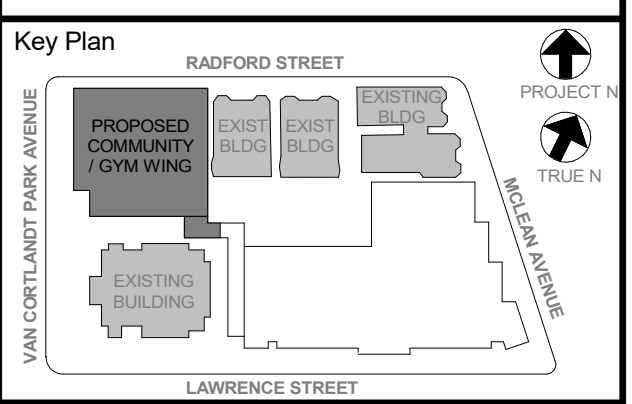 Key Plan
RADFORD STREET
PROJECT N
TRUE N
VAN CORTLANDT PARK AVENUE
PROPOSED
COMMUNITY
/ GYM WING
EXIST
BLDG
EXIST
BLDG
EXISTING
BLDG
MCLEAN AVENUE
EXISTING
BUILDING
LAWRENCE STREET